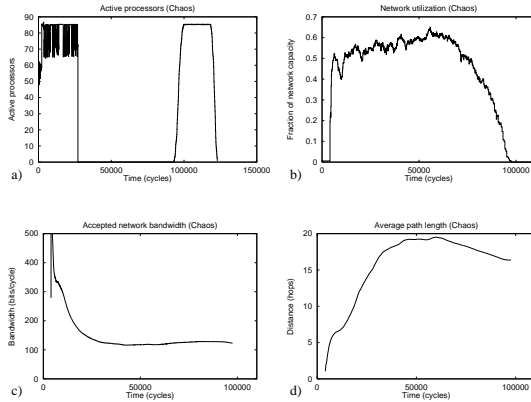 Active processors (Chaos)
Active processors
90
80
70
60
50
40
30
20
10
0
0
50000
100000
150000
Time (cycles)
a)
Network utilization (Chaos)
Fraction of network capacity
0.7
0.6
0.5
0.4
0.3
0.2
0.1
0
0
50000
100000
Time (cycles)
b)
Accepted network bandwidth (Chaos)
Bandwidth (bits/cycle)
500
400
300
200
100
0
0
50000
100000
Time (cycles)
c)
Average path length (Chaos)
Distance (hops)
20
15
10
5
0
0
50000
100000
Time (cycles)
d)